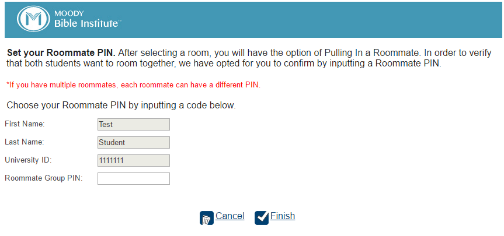 MOODY
Bible Institute™
Set your Roommate PIN. After selecting a room, you will have the option of Pulling In a Roommate. In order to verify
that both students want to room together, we have opted for you to confirm by inputting a Roommate PIN.
*If you have multiple roommates, each roommate can have a different PIN.
Choose your Roommate PIN by inputting a code below.
First Name: Test
Last Name: Student
University ID: 1111111
Roommate Group PIN:
Cancel Finish